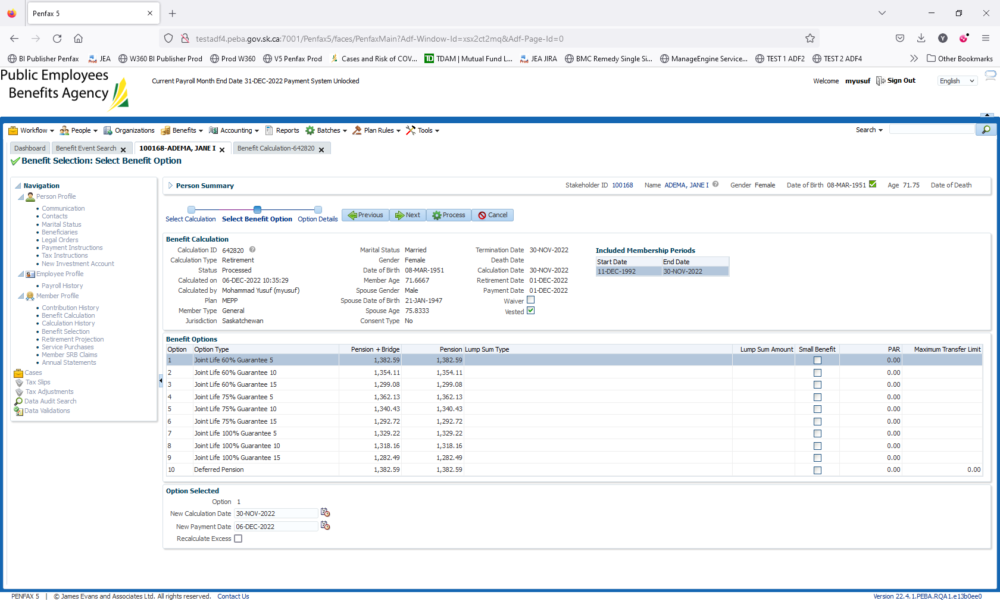 Penfax 5
testadf4.peba.gov.sk.ca:7001/Penfax5/faces/PenfaxMain?Adf-Window-Id=xsx2ct2mq&Adf-Page-Id=0
BI Publisher Penfax JEA W360 BI Publisher Prod Prod W360 V5 Penfax Prod Cases and Risk of COV... TDAM | Mutual Fund L... JEA JIRA BMC Remedy Single Si... ManageEngine Service... TEST 1 ADF2 TEST 2 ADF4 Other Bookmarks
Public Employees
Benefits Agency
Current Payroll Month End Date 31-DEC-2022 Payment System Unlocked
Welcome myusuf Sign Out English
Workflow People Organizations Benefits Accounting Reports Batches Plan Rules Tools Search
Dashboard Benefit Event Search 100168-ADEMA, JANE I Benefit Calculation-642820
Benefit Selection: Select Benefit Option
Navigation
Person Profile
Communication
Contacts
Marital Status
Beneficiaries
Legal Orders
Payment Instructions
Tax Instructions
New Investment Account
Employee Profile
Payroll History
Member Profile
Contribution History
Benefit Calculation
Calculation History
Benefit Selection
Retirement Projection
Service Purchases
Member SRB Claims
Annual Statements
Cases
Tax Slips
Tax Adjustments
Data Audit Search
Data Validations
Person Summary Stakeholder ID 100168 Name ADEMA, JANE I Gender Female Date of Birth 08-MAR-1951 Age 71.75 Date of Death
Select Calculation Select Benefit Option Option Details Previous Next Process Cancel
Benefit Calculation
Calculation ID 642820 Marital Status Married Termination Date 30-NOV-2022 Included Membership Periods
Calculation Type Retirement Gender Female Death Date Start Date End Date
Status Processed Date of Birth 08-MAR-1951 Calculation Date 30-NOV-2022 11-DEC-1992 30-NOV-2022
Calculated on 06-DEC-2022 10:35:29 Member Age 71.6667 Retirement Date 01-DEC-2022
Calculated by Mohammad Yusuf (myusuf) Spouse Gender Male Payment Date 01-DEC-2022
Plan MEPP Spouse Date of Birth 21-JAN-1947 Waiver
Member Type General Spouse Age 75.8333 Vested
Jurisdiction Saskatchewan Consent Type No
Benefit Options
Option Option Type Pension + Bridge Pension Lump Sum Type Lump Sum Amount Small Benefit PAR Maximum Transfer Limit
1 Joint Life 60% Guarantee 5 1,382.59 1,382.59 0.00
2 Joint Life 60% Guarantee 10 1,354.11 1,354.11 0.00
3 Joint Life 60% Guarantee 15 1,299.08 1,299.08 0.00
4 Joint Life 75% Guarantee 5 1,362.13 1,362.13 0.00
5 Joint Life 75% Guarantee 10 1,340.43 1,340.43 0.00
6 Joint Life 75% Guarantee 15 1,292.72 1,292.72 0.00
7 Joint Life 100% Guarantee 5 1,329.22 1,329.22 0.00
8 Joint Life 100% Guarantee 10 1,318.16 1,318.16 0.00
9 Joint Life 100% Guarantee 15 1,282.49 1,282.49 0.00
10 Deferred Pension 1,382.59 1,382.59 0.00 0.00
Option Selected
Option 1
New Calculation Date 30-NOV-2022
New Payment Date 06-DEC-2022
Recalculate Excess
PENFAX 5 | © James Evans and Associates Ltd. All rights reserved. Contact Us Version 22.4.1.PEBA.RQA1.e13b0ee0